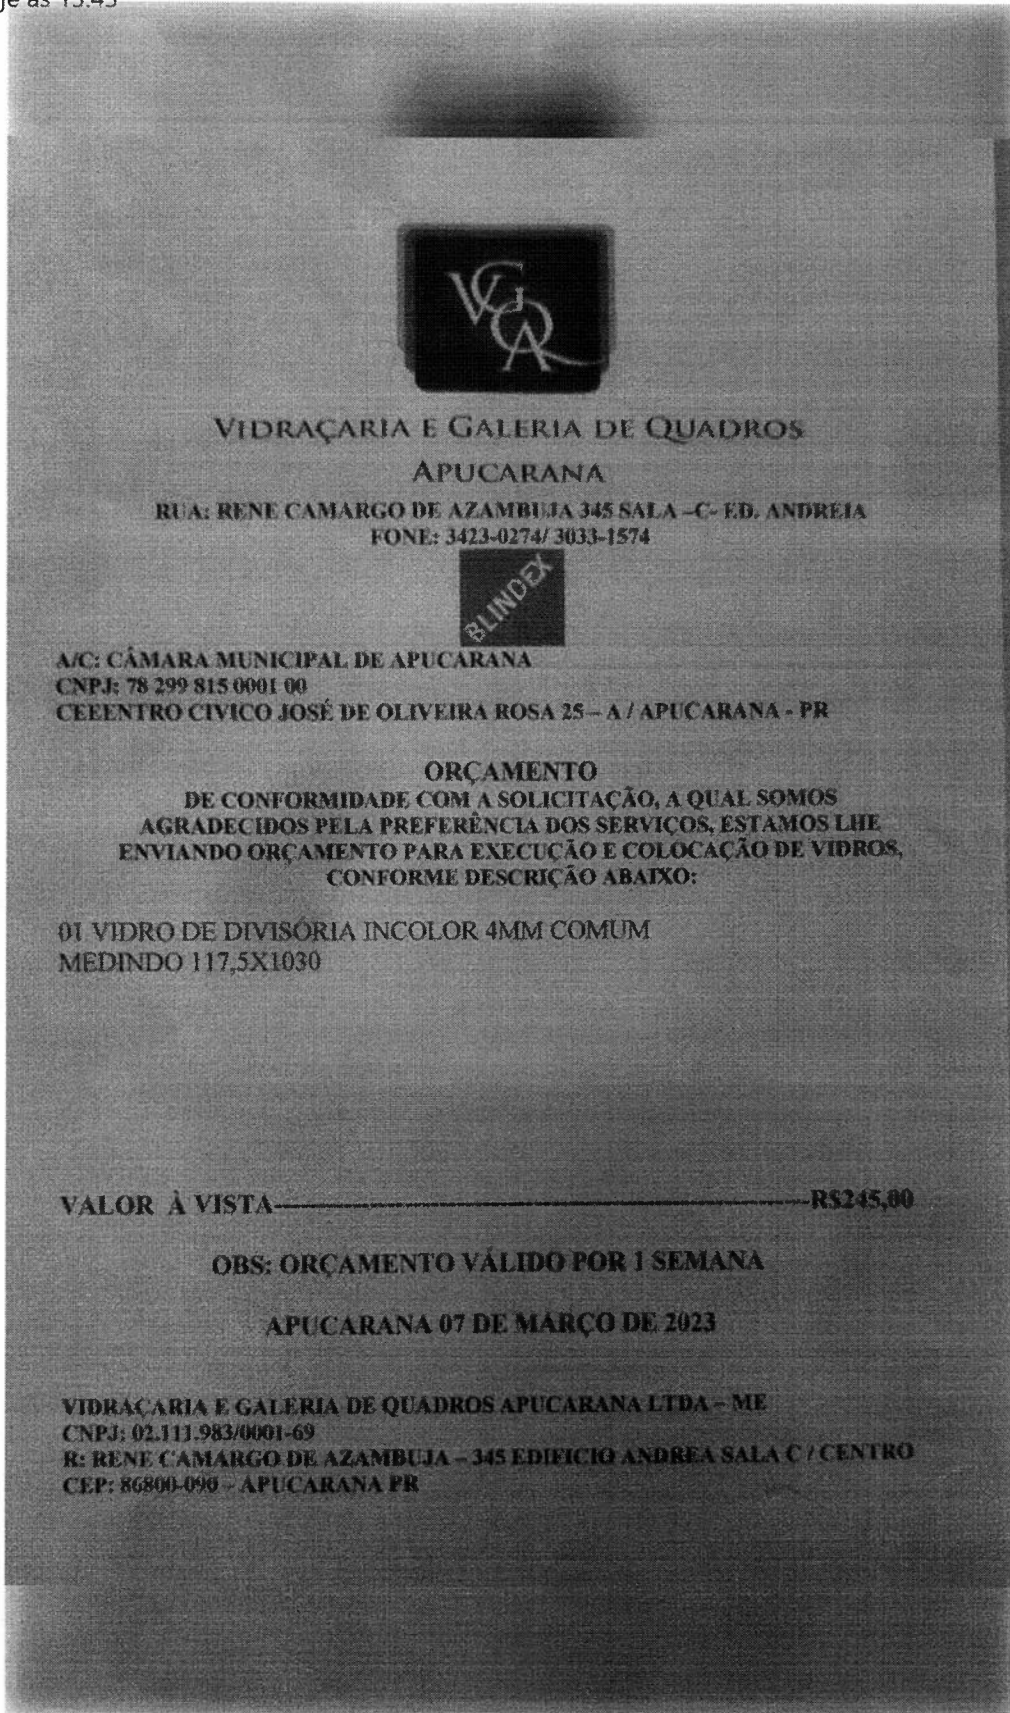 je às 15:45
VGQA
VIDRAÇARIA E GALERIA DE QUADROS
APUCARANA
RUA: RENE CAMARGO DE AZAMBUJA 345 SALA –C- ED. ANDREIA
FONE: 3423-0274/ 3033-1574
BLINDEX
A/C: CÂMARA MUNICIPAL DE APUCARANA
CNPJ: 78 299 815 0001 00
CEEENTRO CIVICO JOSÉ DE OLIVEIRA ROSA 25 – A / APUCARANA - PR
ORÇAMENTO
DE CONFORMIDADE COM A SOLICITAÇÃO, A QUAL SOMOS
AGRADECIDOS PELA PREFERÊNCIA DOS SERVIÇOS, ESTAMOS LHE
ENVIANDO ORÇAMENTO PARA EXECUÇÃO E COLOCAÇÃO DE VIDROS,
CONFORME DESCRIÇÃO ABAIXO:
01 VIDRO DE DIVISÓRIA INCOLOR 4MM COMUM
MEDINDO 117,5X1030
VALOR À VISTA-----------------------------------------------------------R$245,00
OBS: ORÇAMENTO VÁLIDO POR 1 SEMANA
APUCARANA 07 DE MARÇO DE 2023
VIDRAÇARIA E GALERIA DE QUADROS APUCARANA LTDA – ME
CNPJ: 02.111.983/0001-69
R: RENE CAMARGO DE AZAMBUJA – 345 EDIFICIO ANDREA SALA C / CENTRO
CEP: 86800-090 – APUCARANA PR